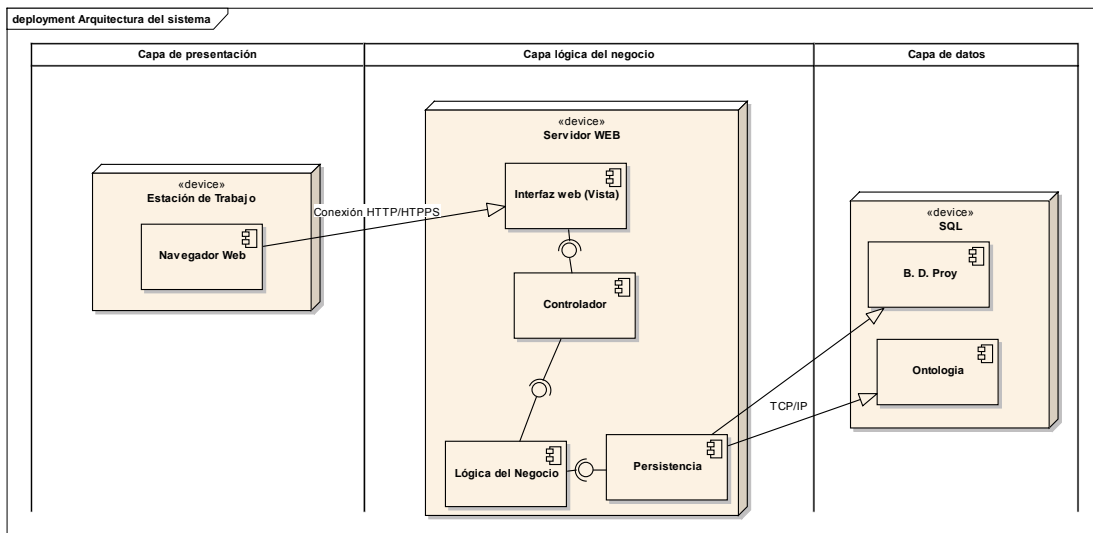 deployment Arquitectura del sistema
Capa de presentación
Capa lógica del negocio
Capa de datos
«device»
Estación de Trabajo
Navegador Web
Conexión HTTP/HTPPS
«device»
Servidor WEB
Interfaz web (Vista)
Controlador
Lógica del Negocio
Persistencia
TCP/IP
«device»
SQL
B. D. Proy
Ontologia